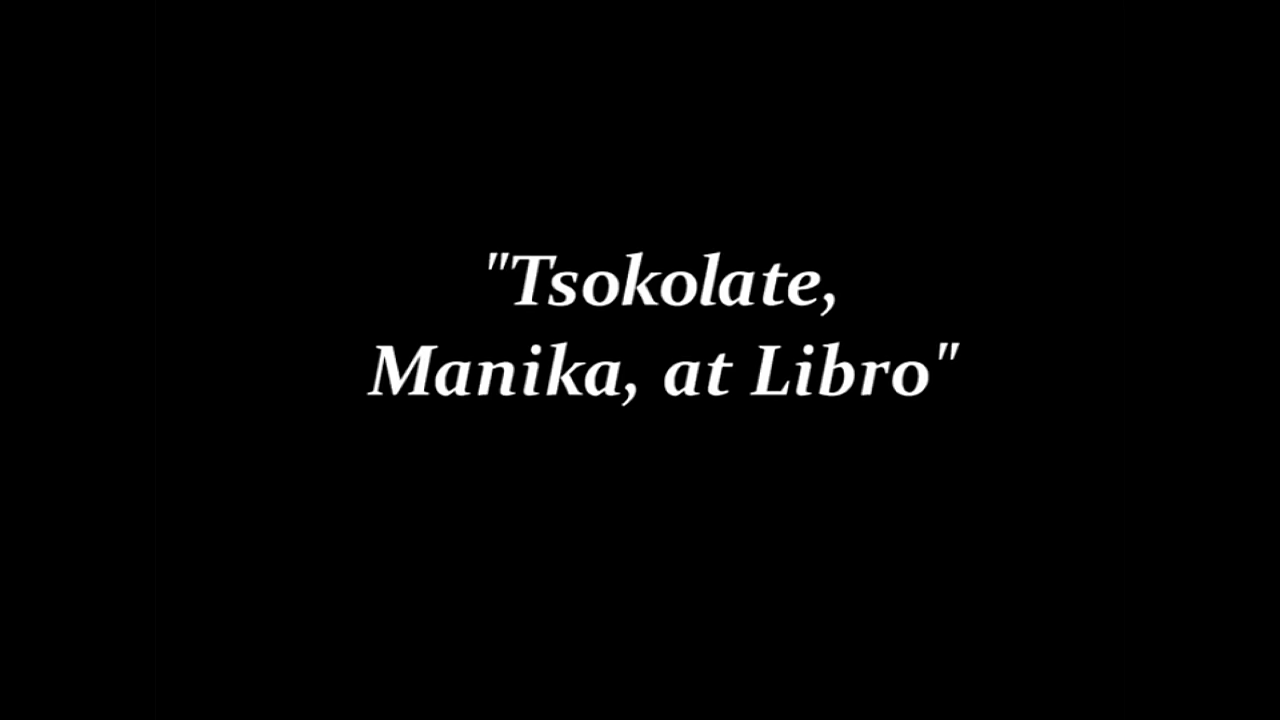 "Tsokolate,
Manika, at Libro"